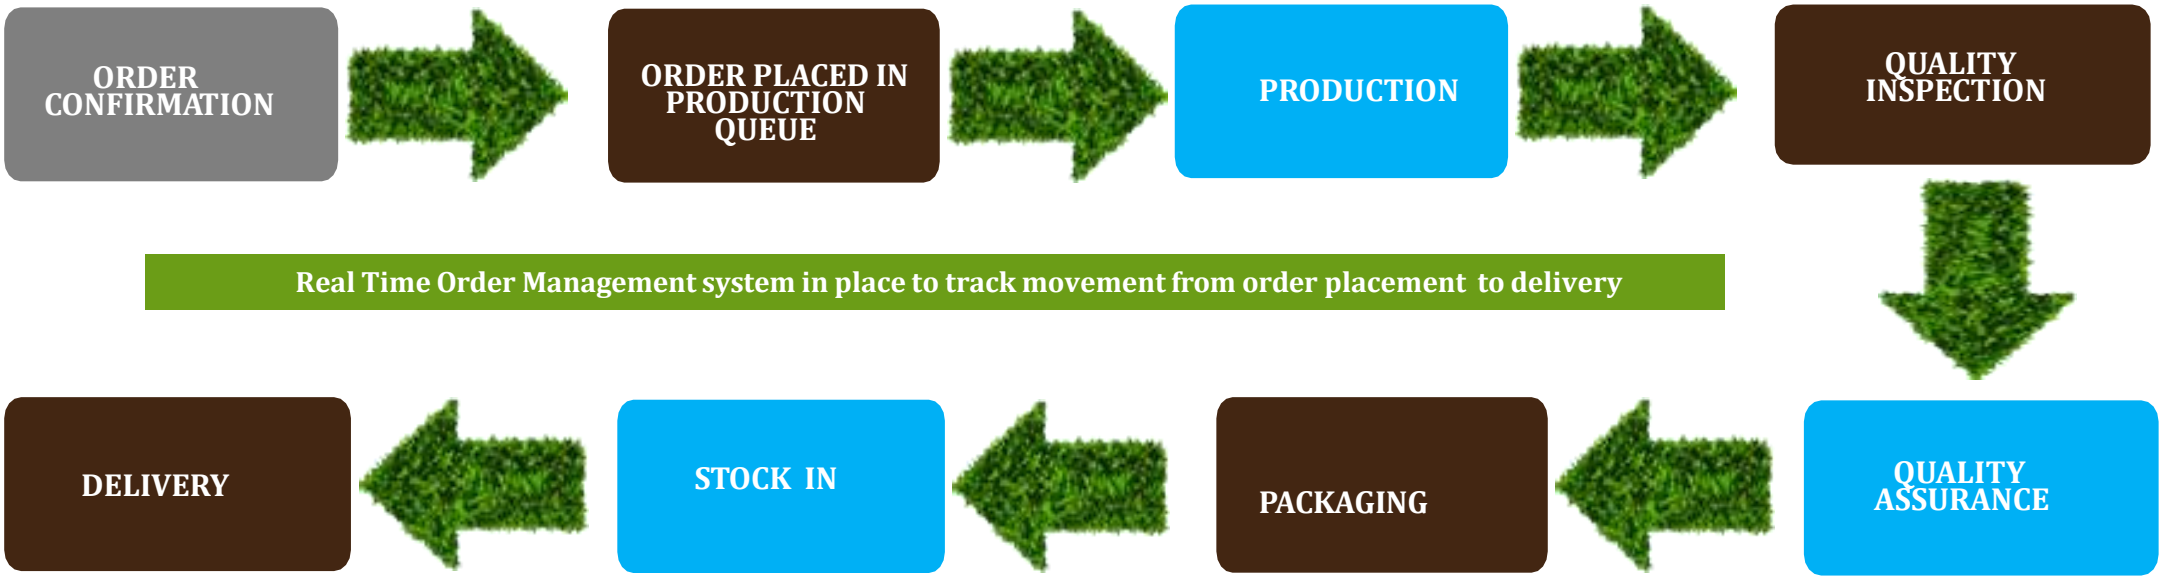 ORDER
CONFIRMATION
ORDER PLACED IN
PRODUCTION
QUEUE
PRODUCTION
QUALITY
INSPECTION
Real Time Order Management system in place to track movement from order placement to delivery
DELIVERY
STOCK IN
PACKAGING
QUALITY
ASSURANCE